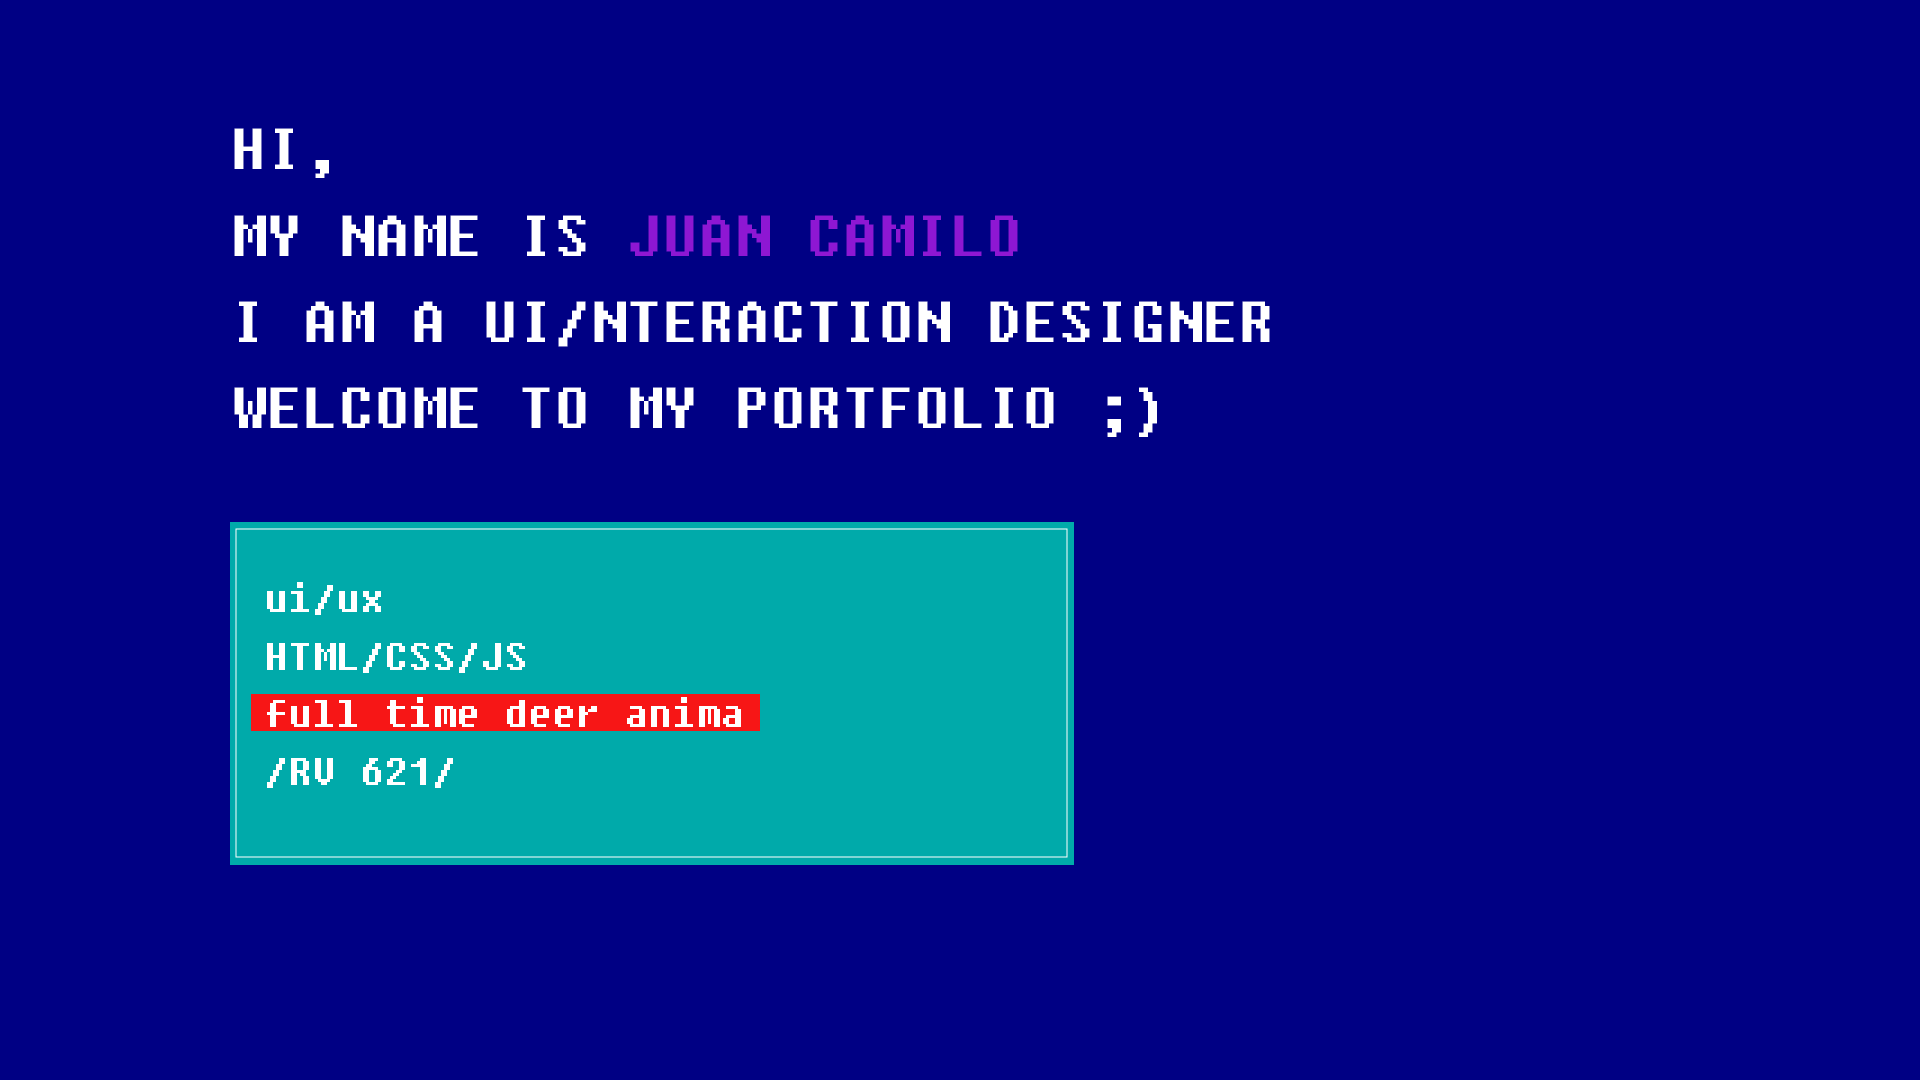 HI,
MY NAME IS JUAN CAMILO
I AM A UI/NTERACTION DESIGNER
WELCOME TO MY PORTFOLIO ;)
ui/ux
HTML/CSS/JS
full time deer anima
/RV 621/